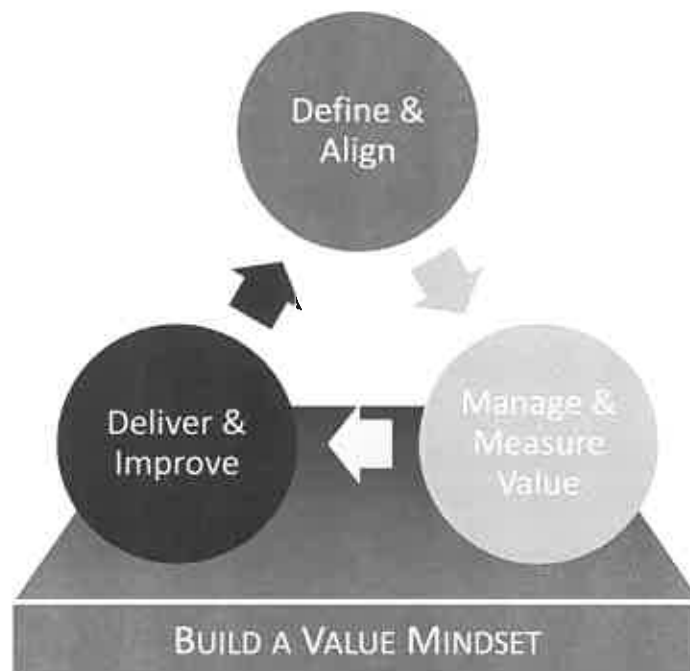 Define &
Align
Manage &
Measure
Value
Deliver &
Improve
BUILD A VALUE MINDSET